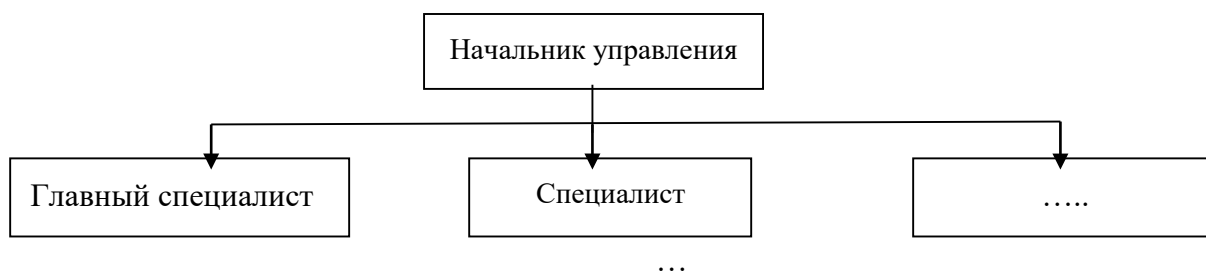 Начальник управления
Главный специалист
Специалист
…..
…